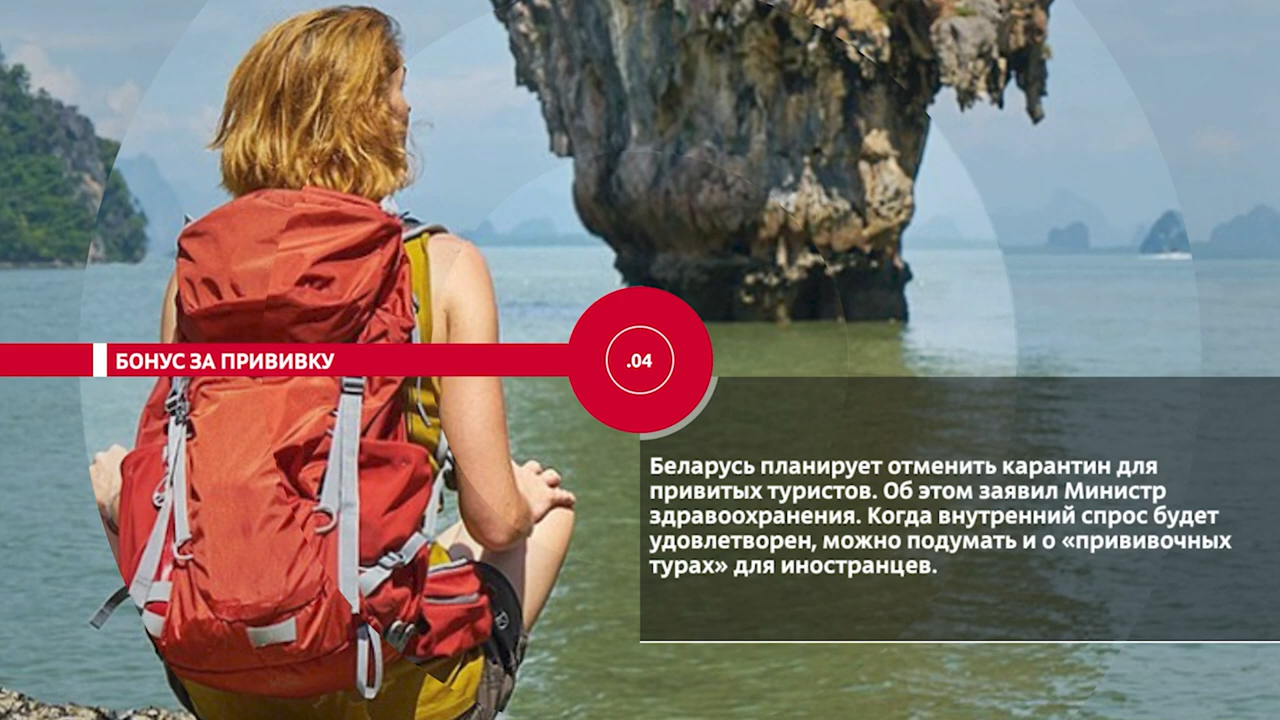 БОНУС ЗА ПРИВИВКУ
.04
Беларусь планирует отменить карантин для
привитых туристов. Об этом заявил Министр
здравоохранения. Когда внутренний спрос будет
удовлетворен, можно подумать и о «прививочных
турах» для иностранцев.